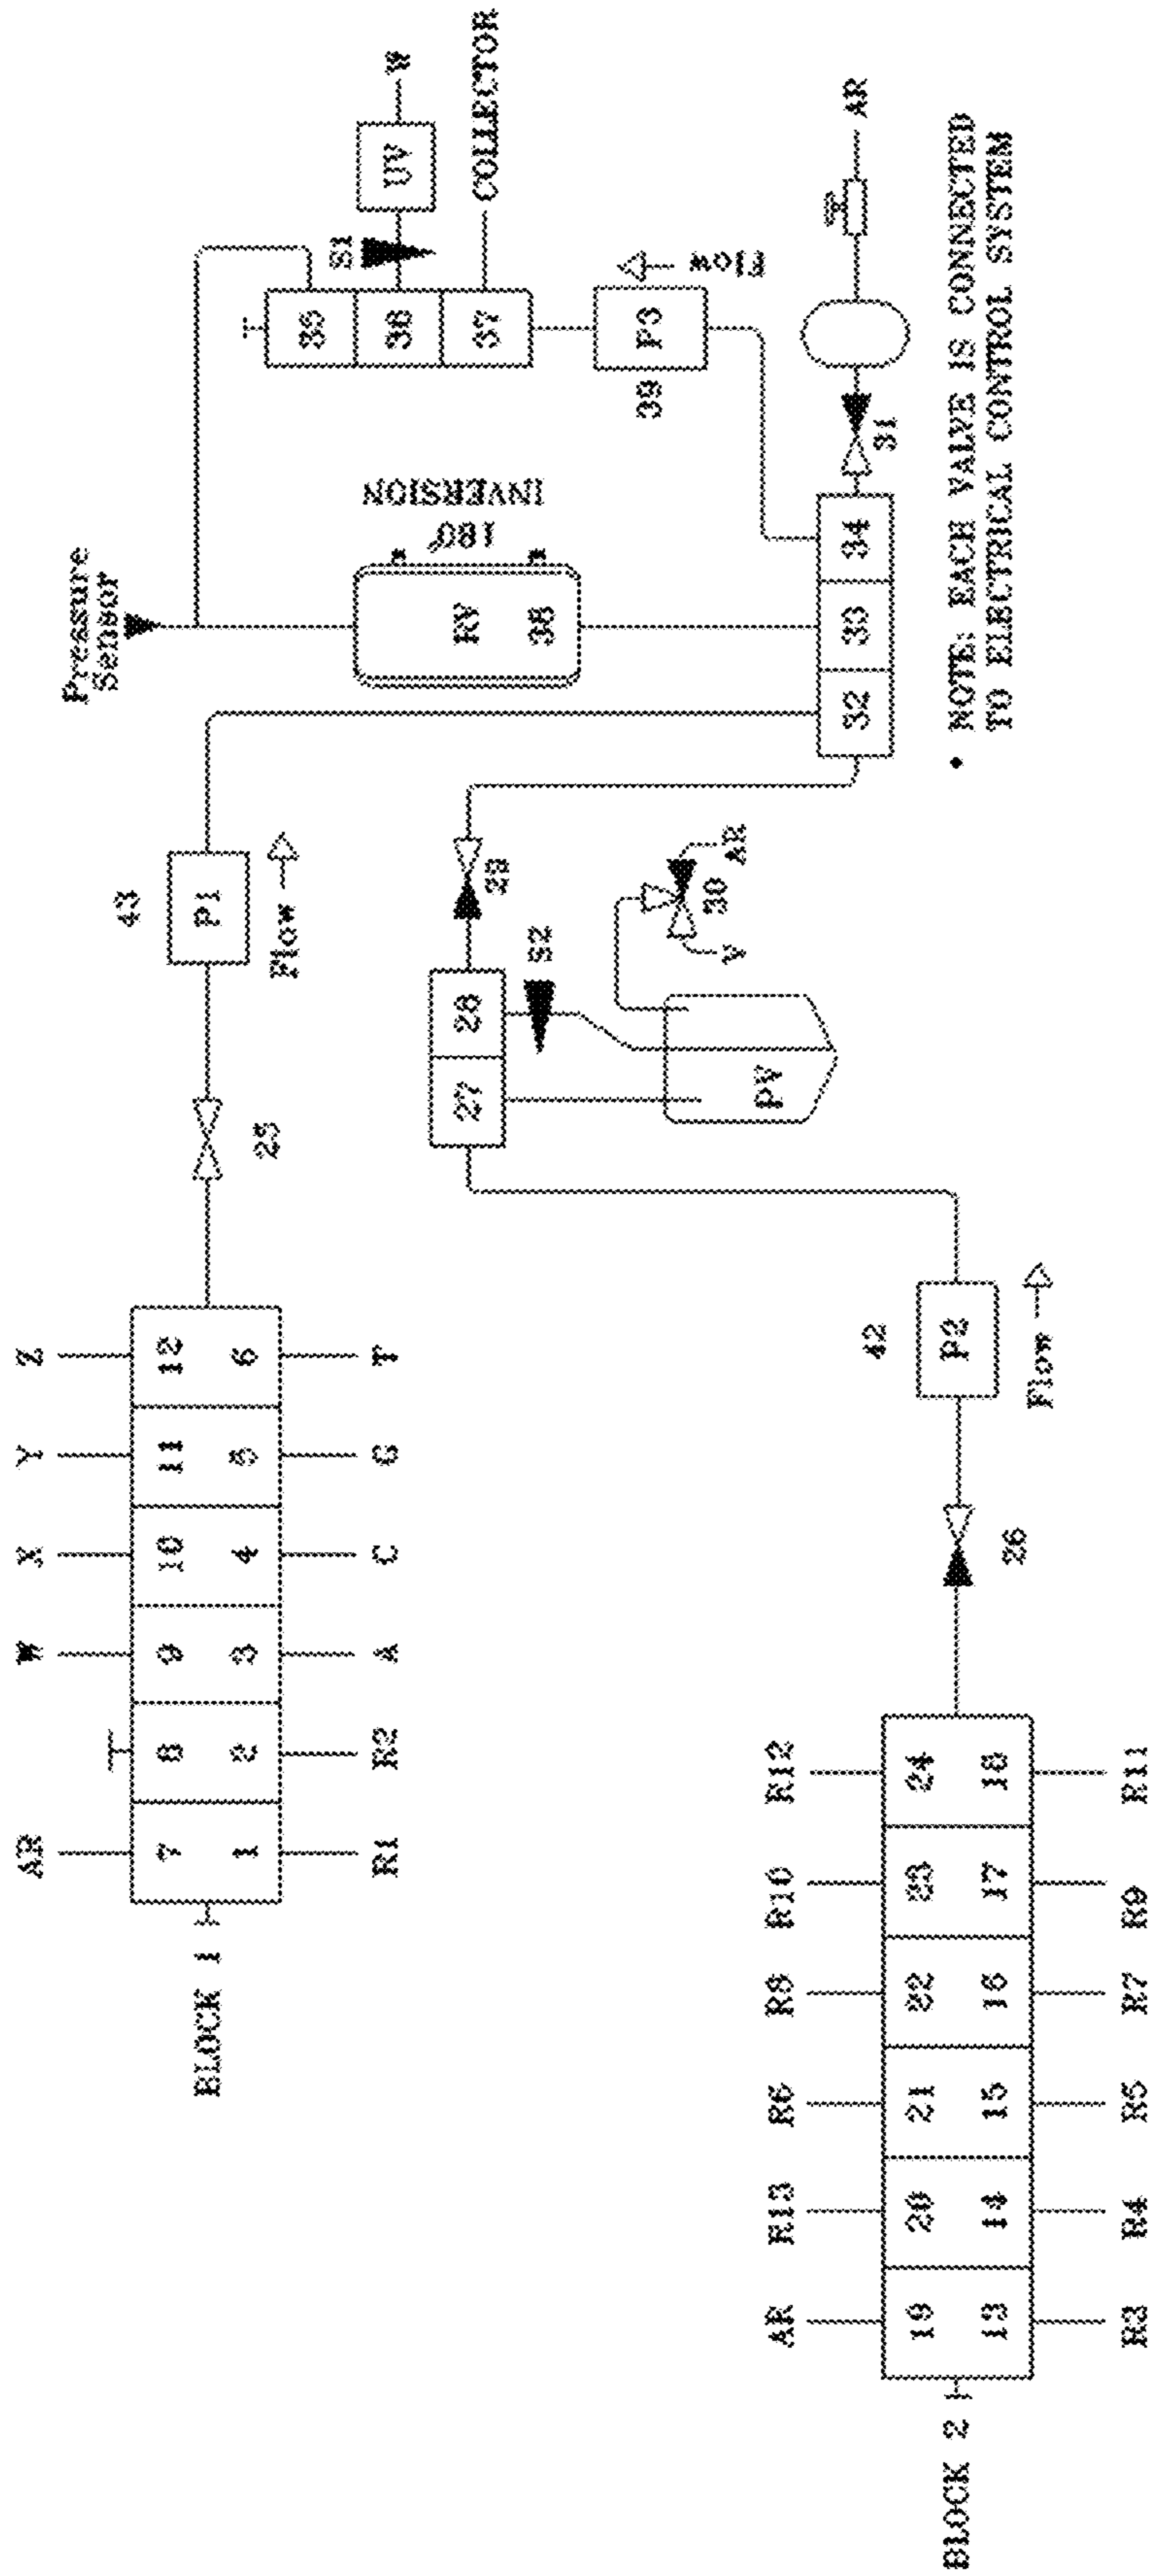 BLOCK 1
AR
W
X
Y
Z
7
8
9
10
11
12
1
2
3
4
5
6
R1
R2
A
C
G
T
25
43
P1
Flow
Pressure
Sensor
RV
38
180°
INVERSION
35
36
37
S1
UV
W
COLLECTOR
P3
39
Flow
27
28
29
S2
PV
30
V
AR
32
33
34
31
AR
BLOCK 2
AR
R13
R6
R8
R10
R12
19
20
21
22
23
24
13
14
15
16
17
18
R3
R4
R5
R7
R9
R11
26
42
P2
Flow
• NOTE: EACH VALVE IS CONNECTED
TO ELECTRICAL CONTROL SYSTEM